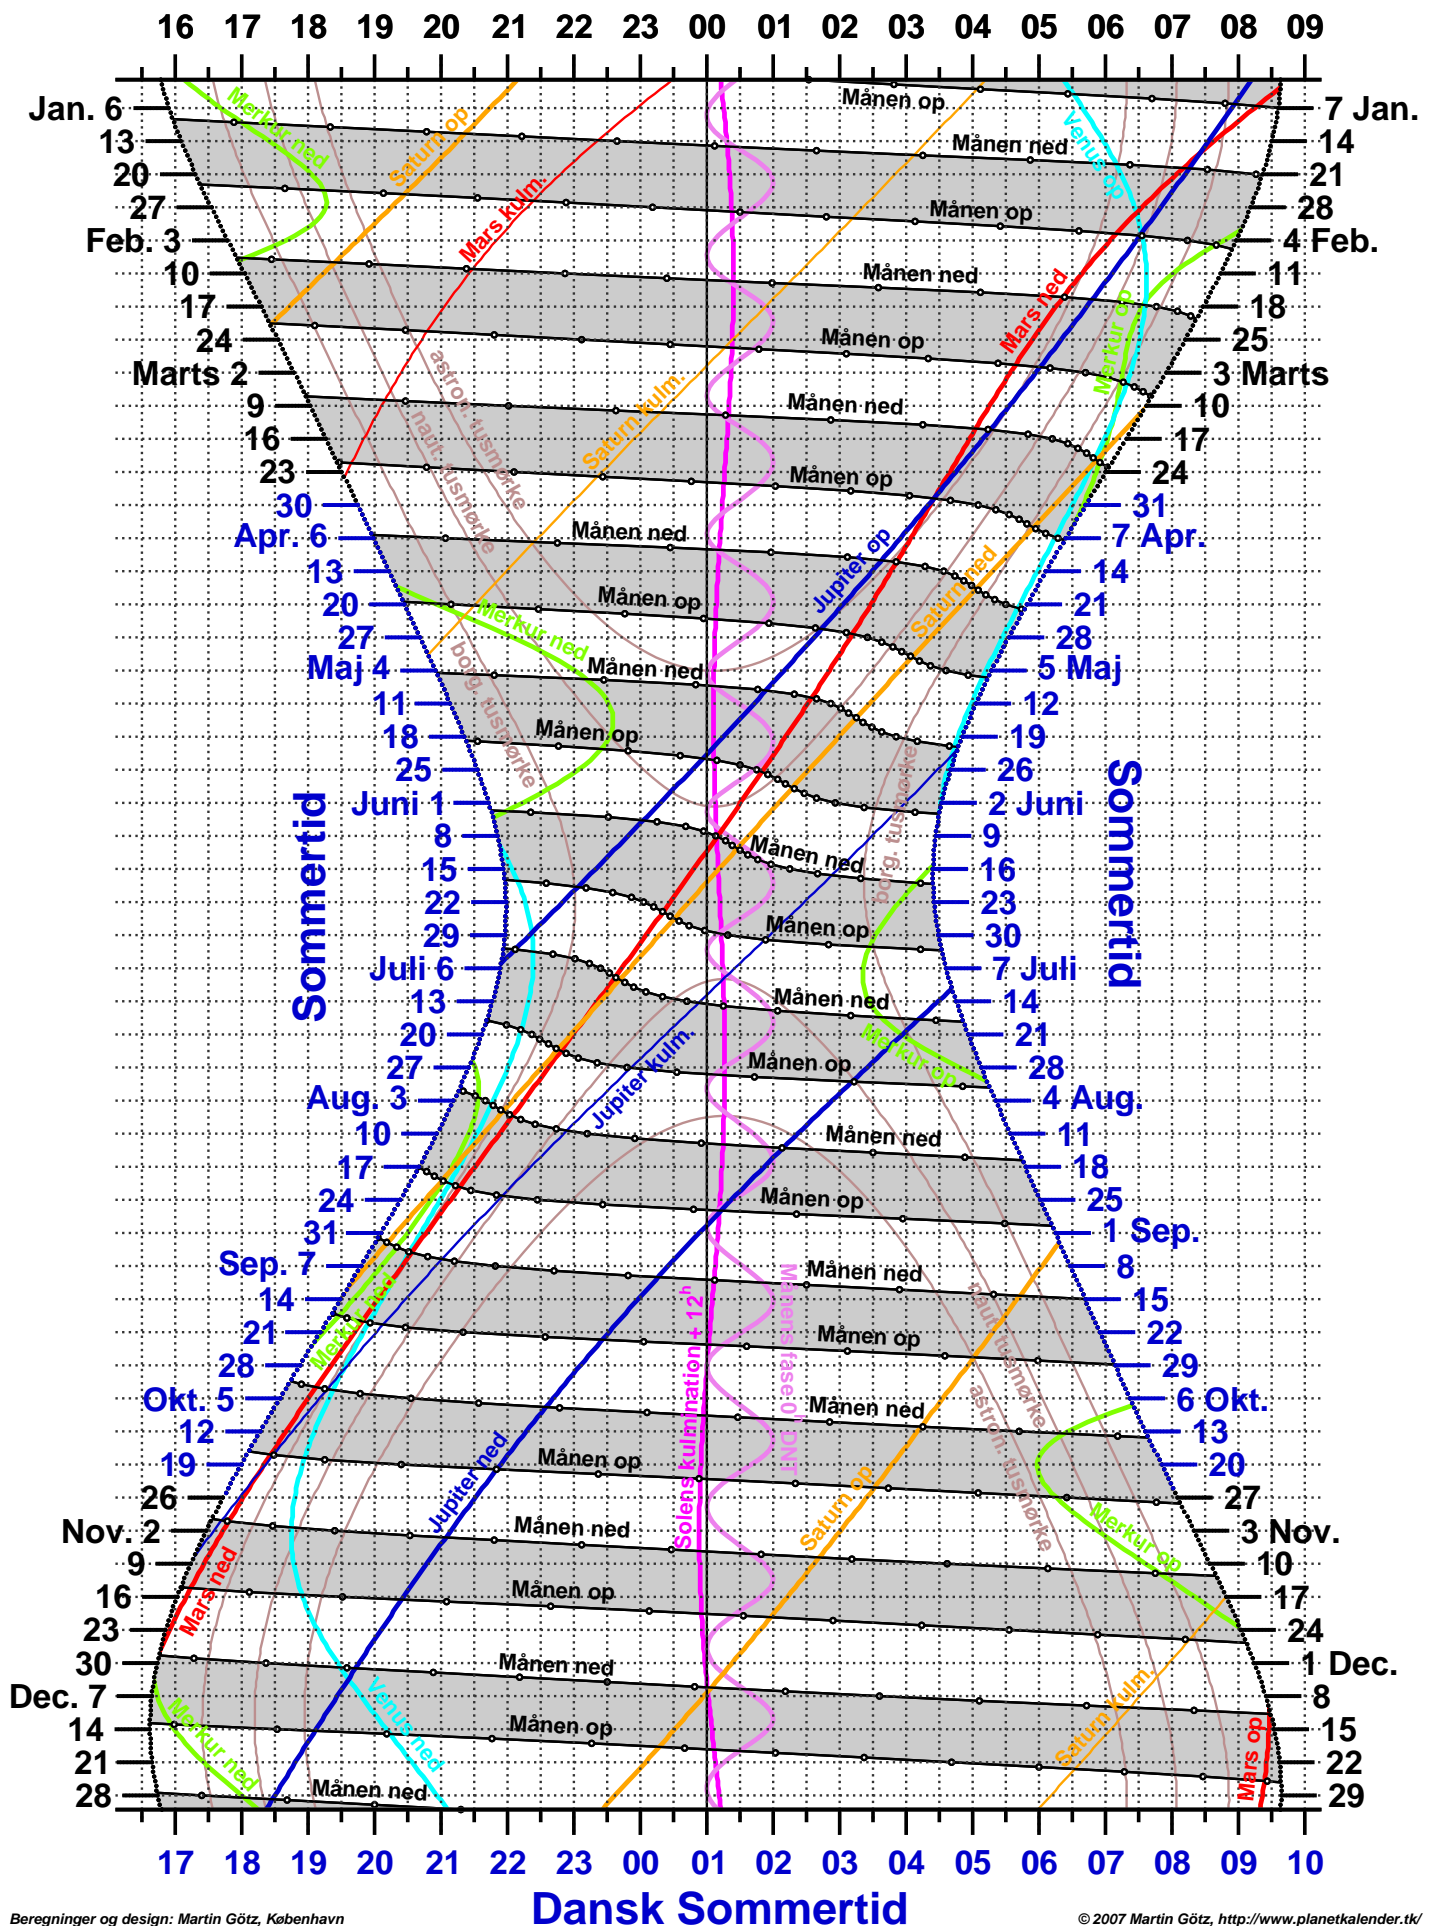 16 17 18 19 20 21 22 23 00 01 02 03 04 05 06 07 08 09
Jan. 6
13
20
27
Feb. 3
10
17
24
Marts 2
9
16
23
30
Apr. 6
13
20
27
Maj 4
11
18
25
Juni 1
8
15
22
29
Juli 6
13
20
27
Aug. 3
10
17
24
31
Sep. 7
14
21
28
Okt. 5
12
19
26
Nov. 2
9
16
23
30
Dec. 7
14
21
28
7 Jan.
14
21
28
4 Feb.
11
18
25
3 Marts
10
17
24
31
7 Apr.
14
21
28
5 Maj
12
19
26
2 Juni
9
16
23
30
7 Juli
14
21
28
4 Aug.
11
18
25
1 Sep.
8
15
22
29
6 Okt.
13
20
27
3 Nov.
10
17
24
1 Dec.
8
15
22
29
Sommertid
Sommertid
Merkur ned
Saturn op
Mars kulm.
Månen op
Venus op
Månen ned
Månen op
Månen ned
Mars ned
Merkur op
Månen op
astron. tusmørke
naut. tusmørke
Saturn kulm.
Månen ned
Månen op
Månen ned
Jupiter op
Saturn ned
Månen op
Merkur ned
borg. tusmørke
Månen ned
Månen op
borg. tusmørke
Månen ned
Månen op
Månen ned
Jupiter kulm.
Merkur op
Månen op
Månen ned
Månen op
Månen ned
Merkur ned
Solens kulmination + 12h
Månens fase 0h DNT
naut. tusmørke
Månen op
astron. tusmørke
Månen ned
Jupiter ned
Månen op
Saturn op
Månen ned
Merkur op
Mars ned
Månen op
Månen ned
Venus ned
Saturn kulm.
Merkur ned
Månen op
Mars op
Månen ned
17 18 19 20 21 22 23 00 01 02 03 04 05 06 07 08 09 10
Dansk Sommertid
Beregninger og design: Martin Götz, København
© 2007 Martin Götz, http://www.planetkalender.tk/